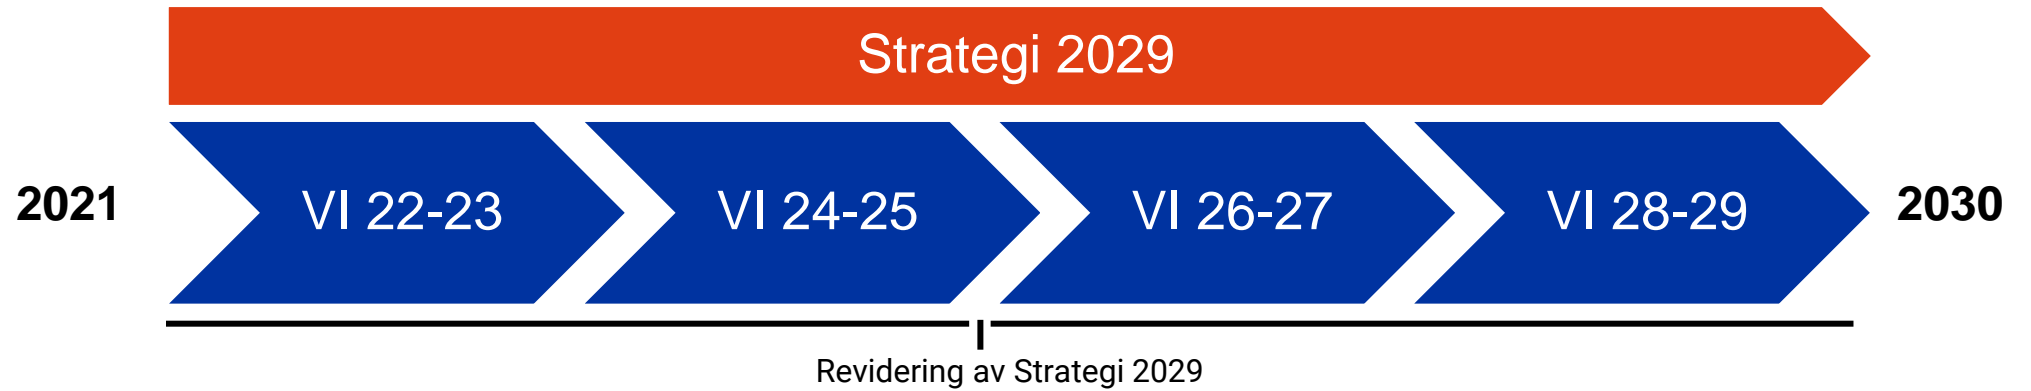 Strategi 2029
2021
VI 22-23
VI 24-25
VI 26-27
VI 28-29
2030
Revidering av Strategi 2029